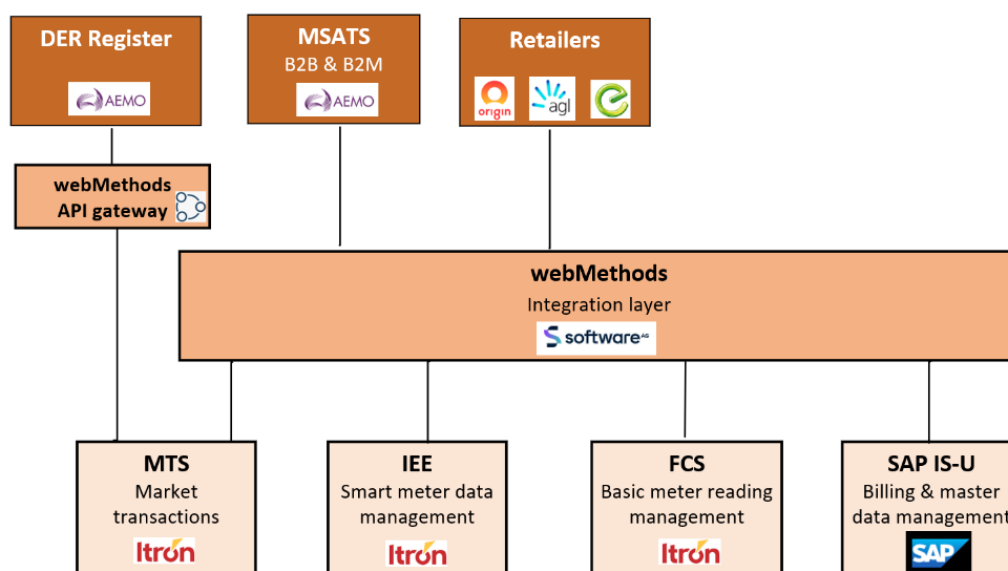 DER Register
AEMO
MSATS
B2B & B2M
AEMO
Retailers
origin
agl
webMethods
API gateway
webMethods
Integration layer
software AG
MTS
Market
transactions
Itron
IEE
Smart meter data
management
Itron
FCS
Basic meter reading
management
Itron
SAP IS-U
Billing & master
data management
SAP